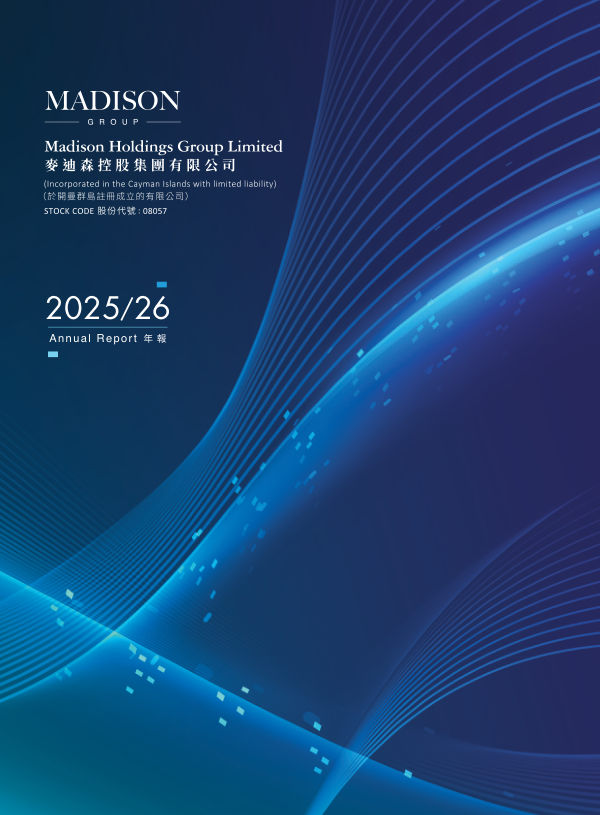 MADISON
GROUP
Madison Holdings Group Limited
麥迪森控股集團有限公司
(Incorporated in the Cayman Islands with limited liability)
(於開曼群島註冊成立的有限公司)
STOCK CODE 股份代號 : 08057
2025/26
Annual Report 年報